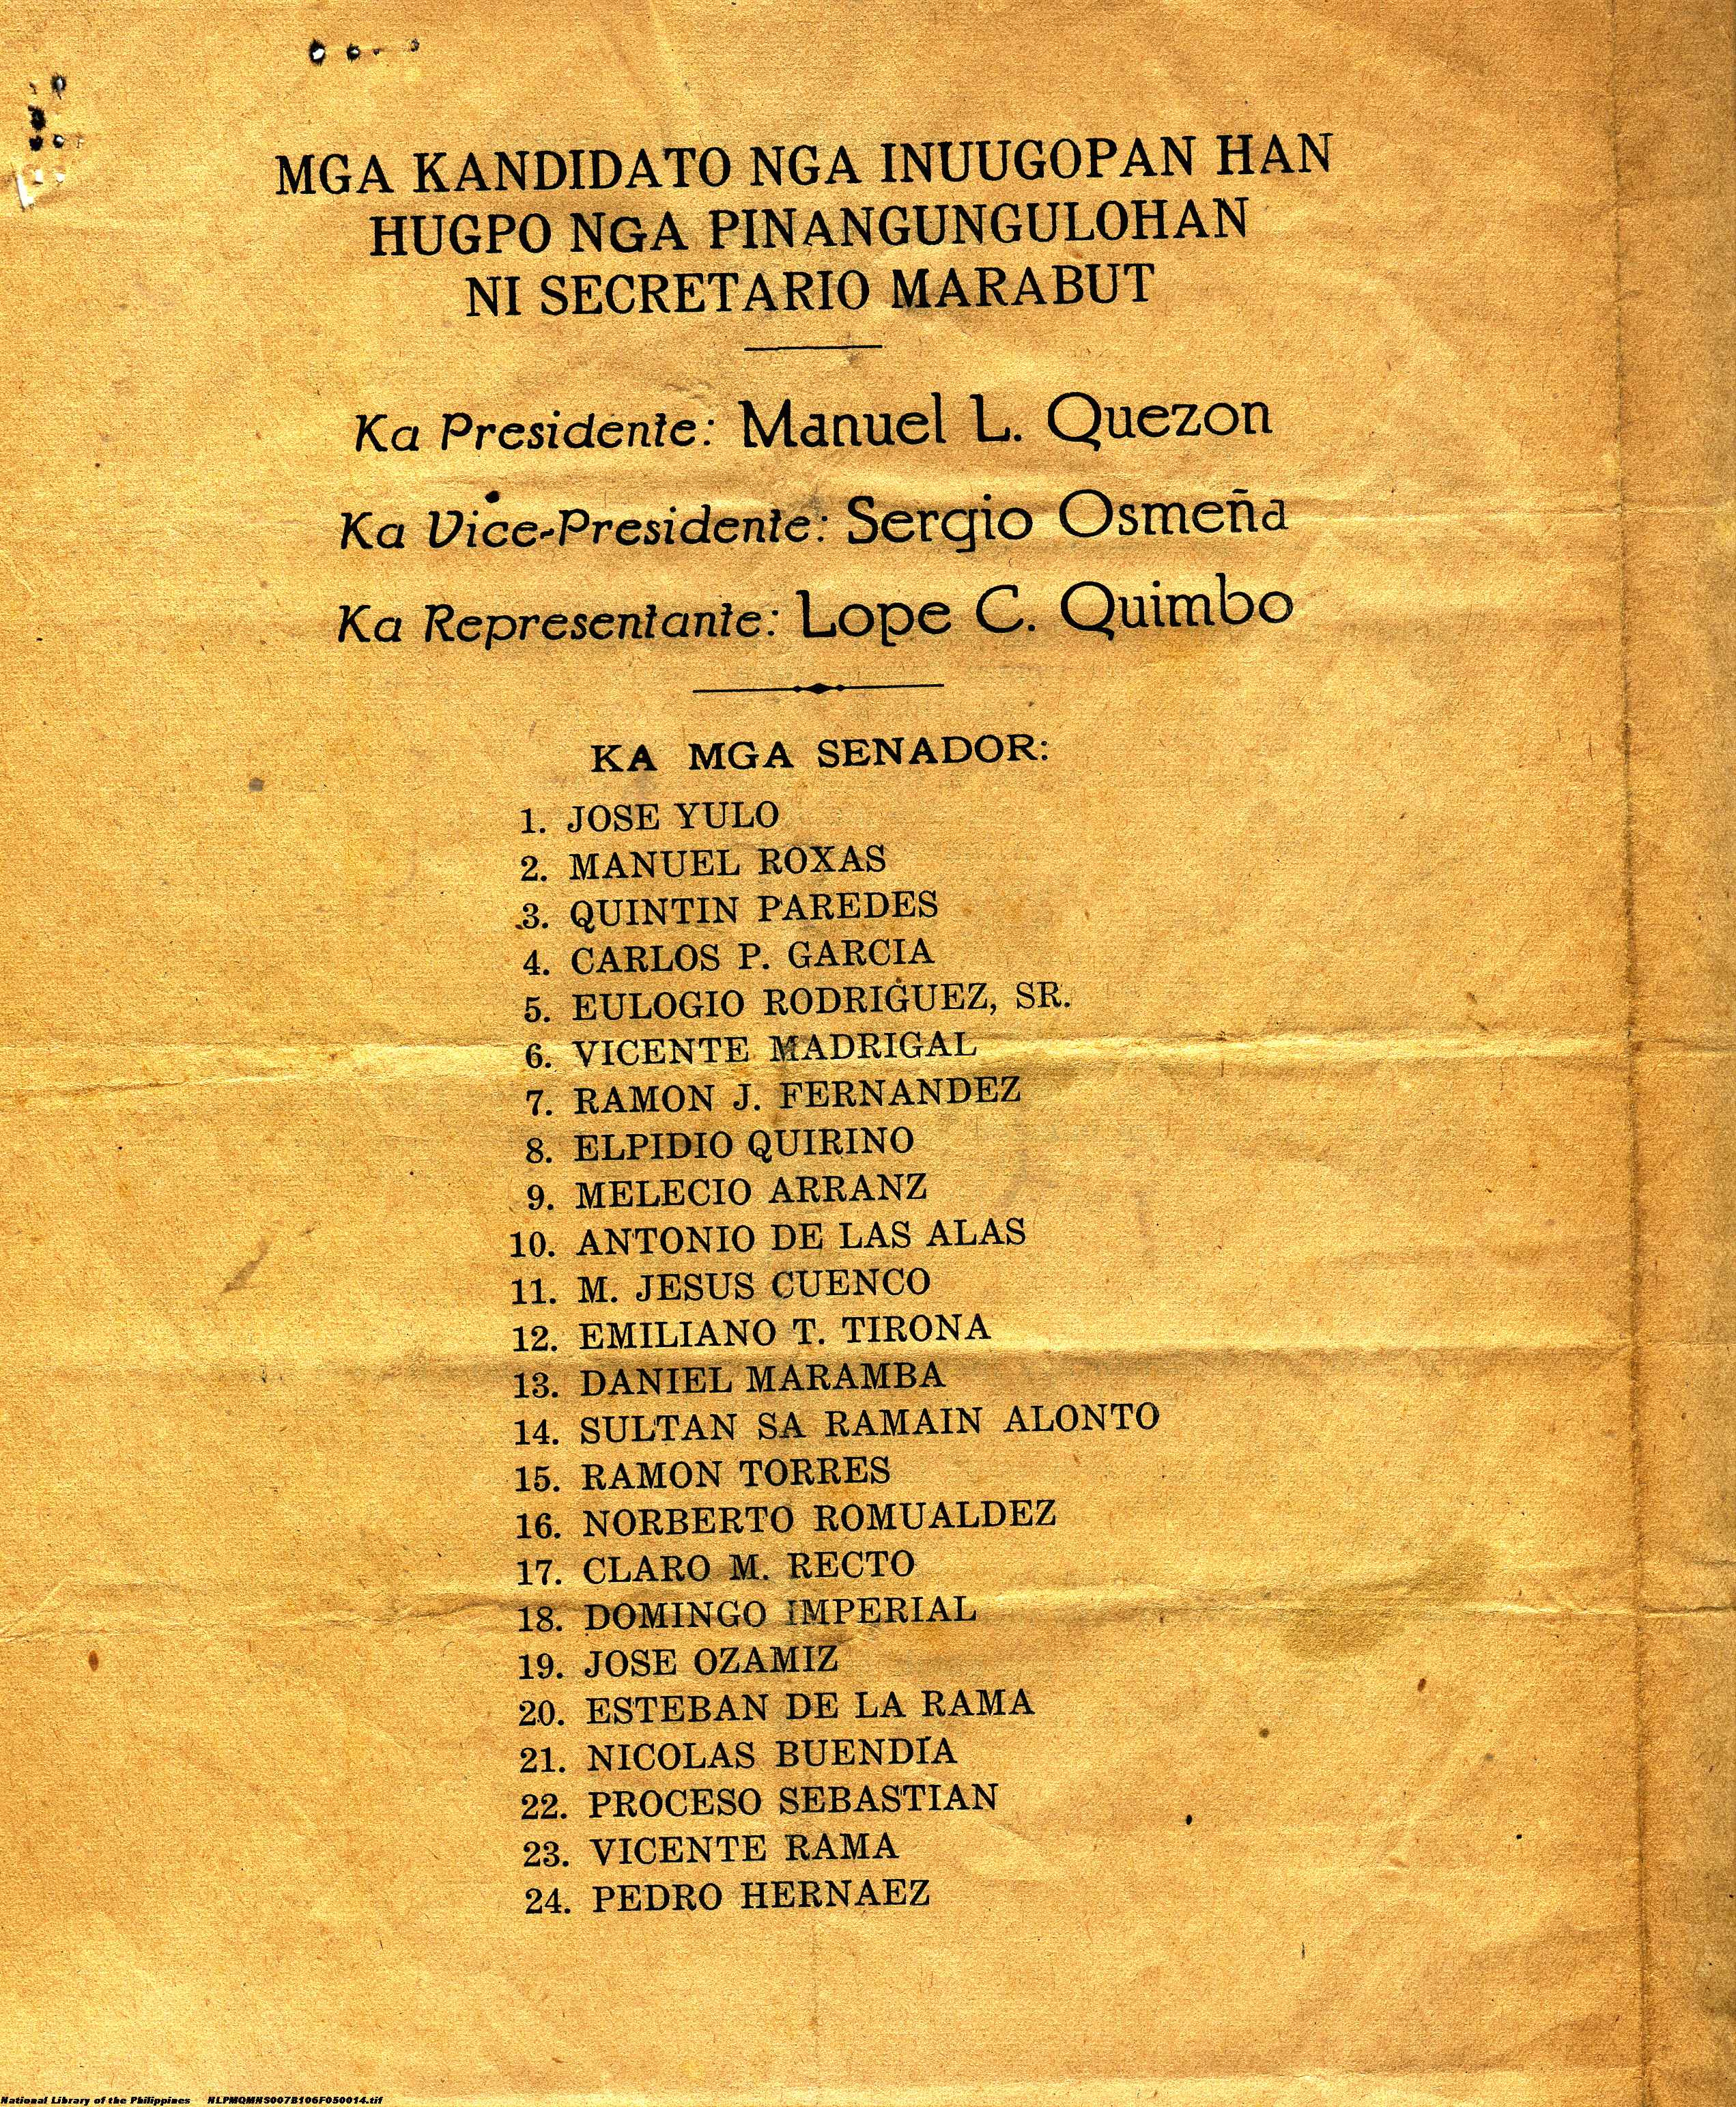 MGA KANDIDATO NGA INUUGOPAN HAN
HUGPO NGA PINANGUNGULOHAN
NI SECRETARIO MARABUT
Ka Presidente: Manuel L. Quezon
Ka Vice-Presidente: Sergio Osmeña
Ka Representante: Lope C. Quimbo
KA MGA SENADOR:
1. JOSE YULO
2. MANUEL ROXAS
3. QUINTIN PAREDES
4. CARLOS P. GARCIA
5. EULOGIO RODRIGUEZ, SR.
6. VICENTE MADRIGAL
7. RAMON J. FERNANDEZ
8. ELPIDIO QUIRINO
9. MELECIO ARRANZ
10. ANTONIO DE LAS ALAS
11. M. JESUS CUENCO
12. EMILIANO T. TIRONA
13. DANIEL MARAMBA
14. SULTAN SA RAMAIN ALONTO
15. RAMON TORRES
16. NORBERTO ROMUALDEZ
17. CLARO M. RECTO
18. DOMINGO IMPERIAL
19. JOSE OZAMIZ
20. ESTEBAN DE LA RAMA
21. NICOLAS BUENDIA
22. PROCESO SEBASTIAN
23. VICENTE RAMA
24. PEDRO HERNAEZ
National Library of the Philippines NLPMQMNS007B106F050014.tif